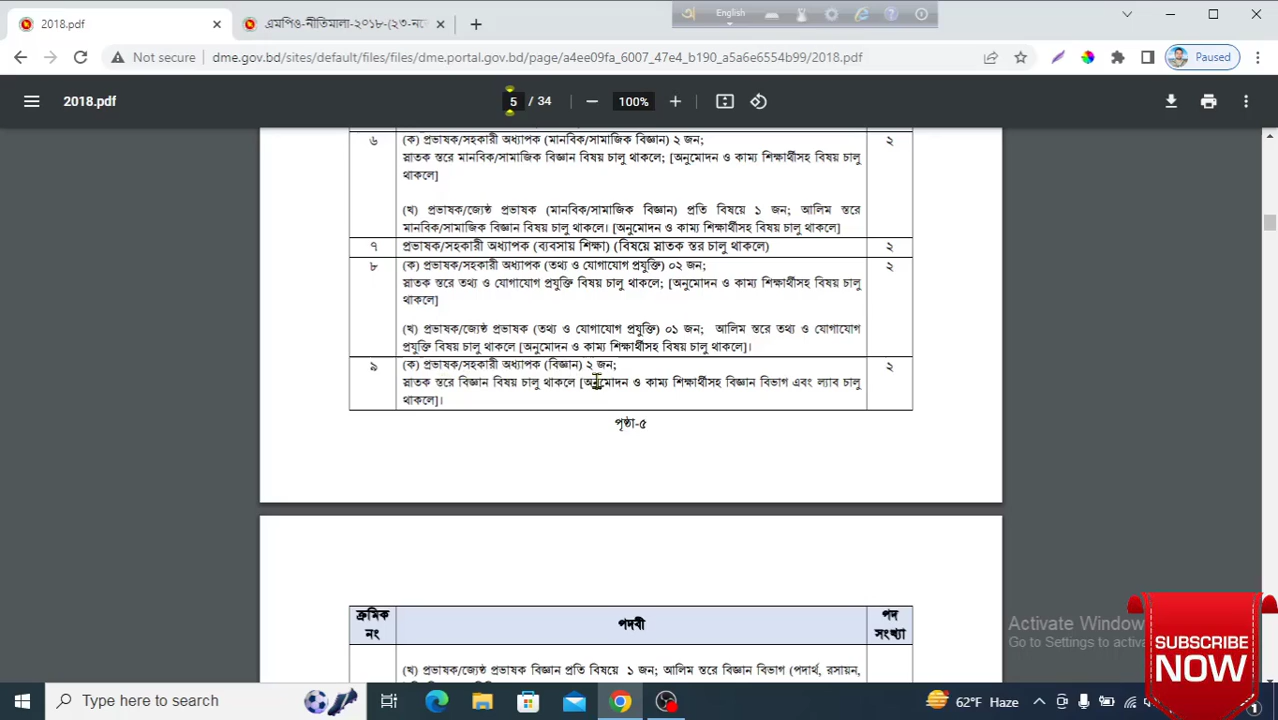 2018.pdf
এমপিও-নীতিমালা-২০১৮-(২৩-নভে
English
Not secure
dme.gov.bd/sites/default/files/files/dme.portal.gov.bd/page/a4ee09fa_6007_47e4_b190_a5a6e6554b99/2018.pdf
Paused
2018.pdf
5 / 34
100%
৬ (ক) প্রভাষক/সহকারী অধ্যাপক (মানবিক/সামাজিক বিজ্ঞান) ২ জন; ২
স্নাতক স্তরে মানবিক/সামাজিক বিজ্ঞান বিষয় চালু থাকলে; [অনুমোদন ও কাম্য শিক্ষার্থীসহ বিষয় চালু
থাকলে]
(খ) প্রভাষক/জ্যেষ্ঠ প্রভাষক (মানবিক/সামাজিক বিজ্ঞান) প্রতি বিষয়ে ১ জন; আলিম স্তরে
মানবিক/সামাজিক বিজ্ঞান বিষয় চালু থাকলে। [অনুমোদন ও কাম্য শিক্ষার্থীসহ বিষয় চালু থাকলে]
৭ প্রভাষক/সহকারী অধ্যাপক (ব্যবসায় শিক্ষা) (বিষয়ে স্নাতক স্তর চালু থাকলে) ২
৮ (ক) প্রভাষক/সহকারী অধ্যাপক (তথ্য ও যোগাযোগ প্রযুক্তি) ০২ জন; ২
স্নাতক স্তরে তথ্য ও যোগাযোগ প্রযুক্তি বিষয় চালু থাকলে; [অনুমোদন ও কাম্য শিক্ষার্থীসহ বিষয় চালু
থাকলে]
(খ) প্রভাষক/জ্যেষ্ঠ প্রভাষক (তথ্য ও যোগাযোগ প্রযুক্তি) ০১ জন; আলিম স্তরে তথ্য ও যোগাযোগ
প্রযুক্তি বিষয় চালু থাকলে [অনুমোদন ও কাম্য শিক্ষার্থীসহ বিষয় চালু থাকলে]।
৯ (ক) প্রভাষক/সহকারী অধ্যাপক (বিজ্ঞান) ২ জন; ২
স্নাতক স্তরে বিজ্ঞান বিষয় চালু থাকলে [অনুমোদন ও কাম্য শিক্ষার্থীসহ বিজ্ঞান বিভাগ এবং ল্যাব চালু
থাকলে]।
পৃষ্ঠা-৫
ক্রমিক নং পদবী পদ সংখ্যা
(খ) প্রভাষক/জ্যেষ্ঠ প্রভাষক বিজ্ঞান প্রতি বিষয়ে ১ জন; আলিম স্তরে বিজ্ঞান বিভাগ (পদার্থ, রসায়ন,
Activate Window
Go to Settings to activa
SUBSCRIBE
NOW
Type here to search
62°F Haze